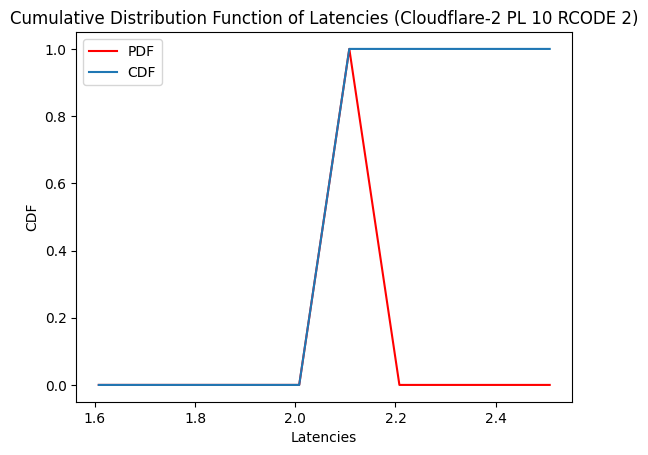 Cumulative Distribution Function of Latencies (Cloudflare-2 PL 10 RCODE 2)
PDF
CDF
1.0
0.8
0.6
0.4
0.2
0.0
CDF
1.6 1.8 2.0 2.2 2.4
Latencies